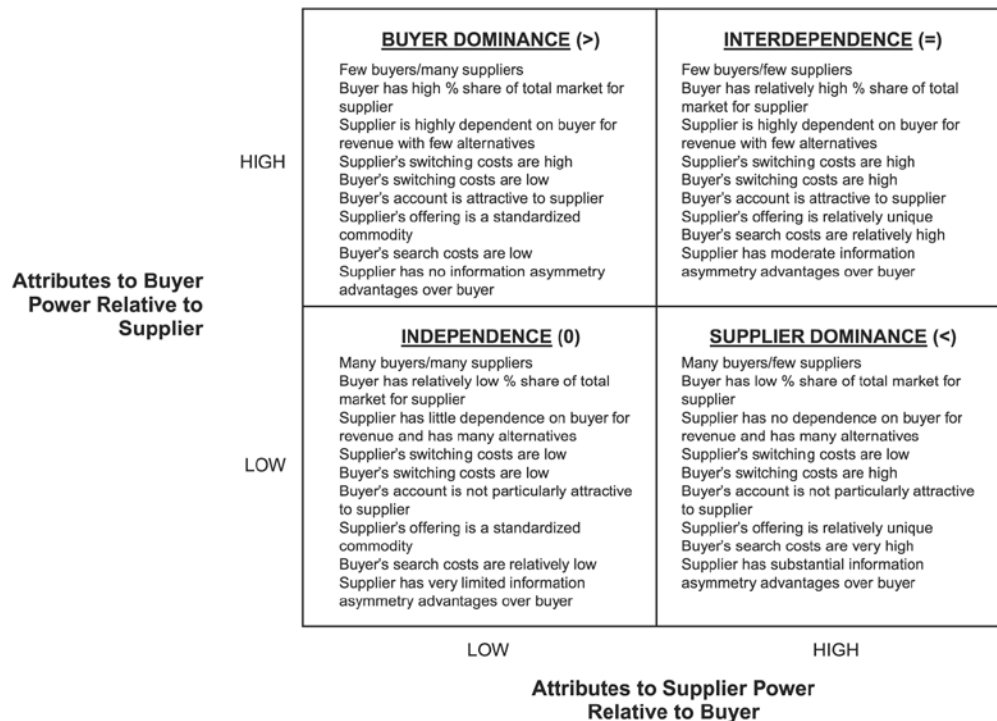 BUYER DOMINANCE (>)
Few buyers/many suppliers
Buyer has high % share of total market for
supplier
Supplier is highly dependent on buyer for
revenue with few alternatives
Supplier's switching costs are high
Buyer's switching costs are low
Buyer's account is attractive to supplier
Supplier's offering is a standardized
commodity
Buyer's search costs are low
Supplier has no information asymmetry
advantages over buyer
INTERDEPENDENCE (=)
Few buyers/few suppliers
Buyer has relatively high % share of total
market for supplier
Supplier is highly dependent on buyer for
revenue with few alternatives
Supplier's switching costs are high
Buyer's switching costs are high
Buyer's account is attractive to supplier
Supplier's offering is relatively unique
Buyer's search costs are relatively high
Supplier has moderate information
asymmetry advantages over buyer
HIGH
Attributes to Buyer
Power Relative to
Supplier
INDEPENDENCE (0)
Many buyers/many suppliers
Buyer has relatively low % share of total
market for supplier
Supplier has little dependence on buyer for
revenue and has many alternatives
Supplier's switching costs are low
Buyer's switching costs are low
Buyer's account is not particularly attractive
to supplier
Supplier's offering is a standardized
commodity
Buyer's search costs are relatively low
Supplier has very limited information
asymmetry advantages over buyer
SUPPLIER DOMINANCE (<)
Many buyers/few suppliers
Buyer has low % share of total market for
supplier
Supplier has no dependence on buyer for
revenue and has many alternatives
Supplier's switching costs are low
Buyer's switching costs are high
Buyer's account is not particularly attractive
to supplier
Supplier's offering is relatively unique
Buyer's search costs are very high
Supplier has substantial information
asymmetry advantages over buyer
LOW
LOW
HIGH
Attributes to Supplier Power
Relative to Buyer